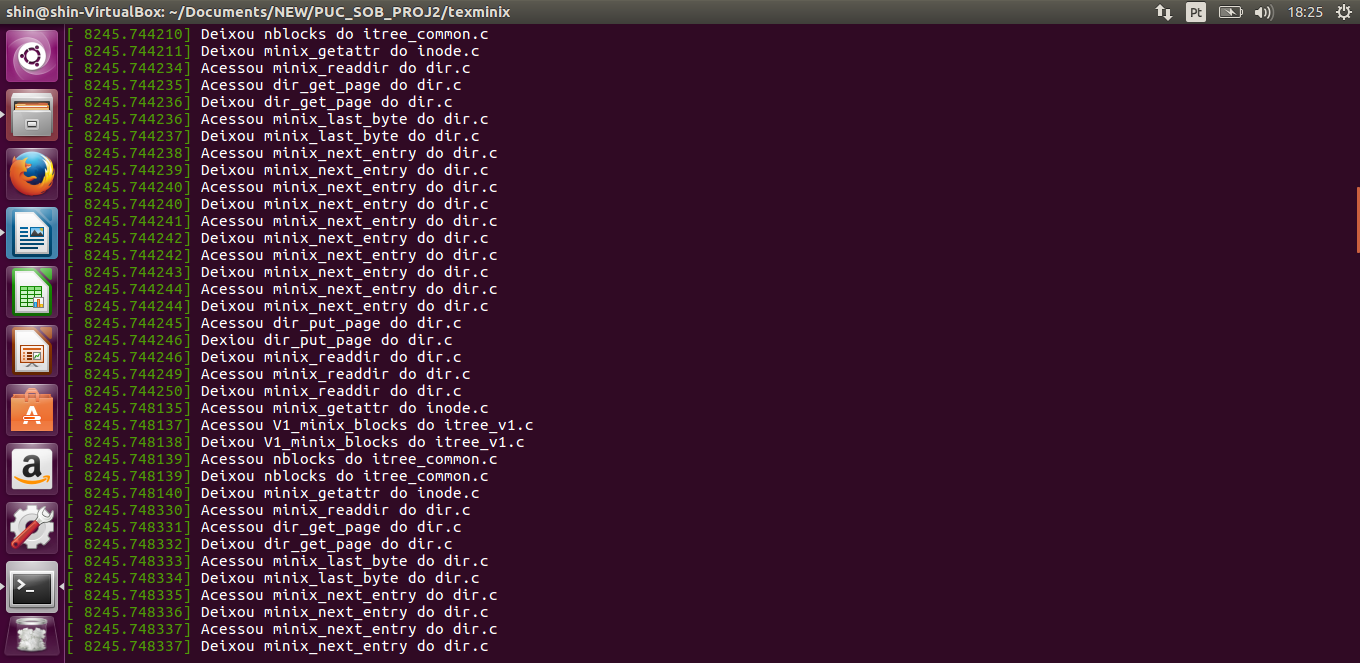 shin@shin-VirtualBox: ~/Documents/NEW/PUC_SOB_PROJ2/texminix Pt 18:25
[ 8245.744210] Deixou nblocks do itree_common.c
[ 8245.744211] Deixou minix_getattr do inode.c
[ 8245.744234] Acessou minix_readdir do dir.c
[ 8245.744235] Acessou dir_get_page do dir.c
[ 8245.744236] Deixou dir_get_page do dir.c
[ 8245.744236] Acessou minix_last_byte do dir.c
[ 8245.744237] Deixou minix_last_byte do dir.c
[ 8245.744238] Acessou minix_next_entry do dir.c
[ 8245.744239] Deixou minix_next_entry do dir.c
[ 8245.744240] Acessou minix_next_entry do dir.c
[ 8245.744240] Deixou minix_next_entry do dir.c
[ 8245.744241] Acessou minix_next_entry do dir.c
[ 8245.744242] Deixou minix_next_entry do dir.c
[ 8245.744242] Acessou minix_next_entry do dir.c
[ 8245.744243] Deixou minix_next_entry do dir.c
[ 8245.744244] Acessou minix_next_entry do dir.c
[ 8245.744244] Deixou minix_next_entry do dir.c
[ 8245.744245] Acessou dir_put_page do dir.c
[ 8245.744246] Dexiou dir_put_page do dir.c
[ 8245.744246] Deixou minix_readdir do dir.c
[ 8245.744249] Acessou minix_readdir do dir.c
[ 8245.744250] Deixou minix_readdir do dir.c
[ 8245.748135] Acessou minix_getattr do inode.c
[ 8245.748137] Acessou V1_minix_blocks do itree_v1.c
[ 8245.748138] Deixou V1_minix_blocks do itree_v1.c
[ 8245.748139] Acessou nblocks do itree_common.c
[ 8245.748139] Deixou nblocks do itree_common.c
[ 8245.748140] Deixou minix_getattr do inode.c
[ 8245.748330] Acessou minix_readdir do dir.c
[ 8245.748331] Acessou dir_get_page do dir.c
[ 8245.748332] Deixou dir_get_page do dir.c
[ 8245.748333] Acessou minix_last_byte do dir.c
[ 8245.748334] Deixou minix_last_byte do dir.c
[ 8245.748335] Acessou minix_next_entry do dir.c
[ 8245.748336] Deixou minix_next_entry do dir.c
[ 8245.748337] Acessou minix_next_entry do dir.c
[ 8245.748337] Deixou minix_next_entry do dir.c